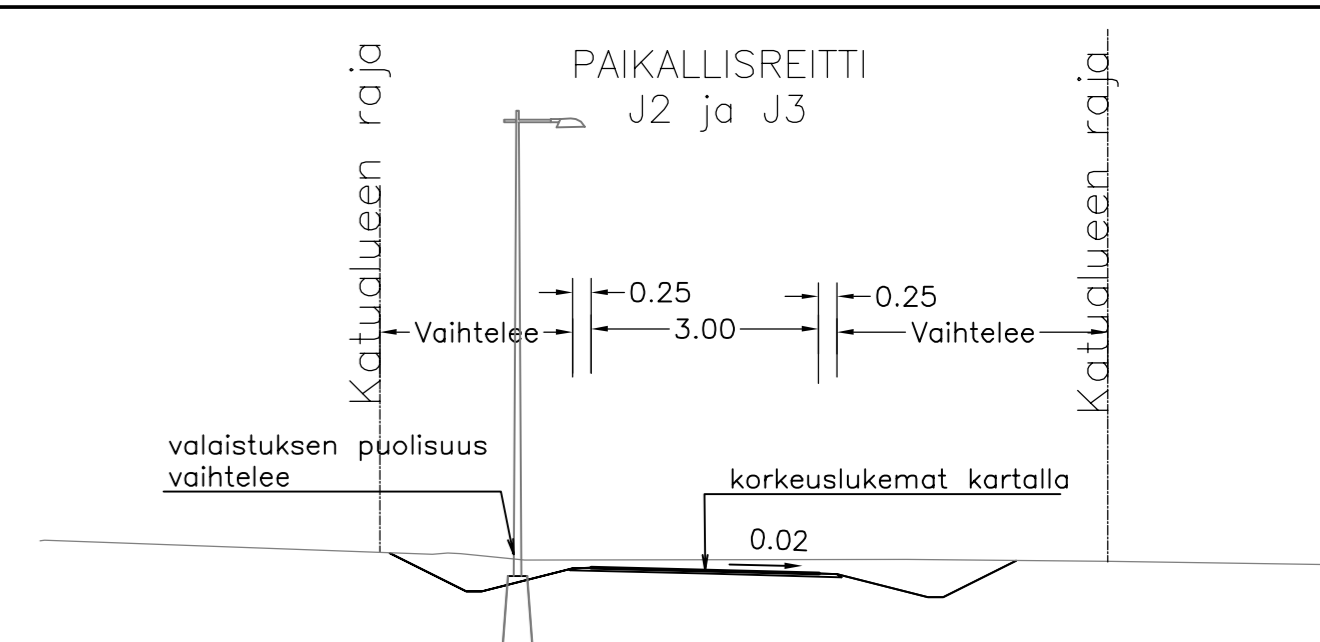 PAIKALLISREITTI
J2 ja J3
Katualueen raja
Katualueen raja
0.25
0.25
Vaihtelee
3.00
Vaihtelee
valaistuksen puolisuus
vaihtelee
korkeuslukemat kartalla
0.02